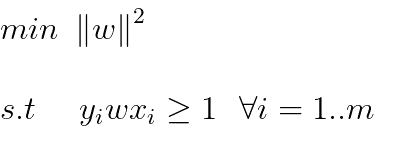 min ‖w‖²
s.t y_i w x_i ≥ 1 ∀i = 1..m